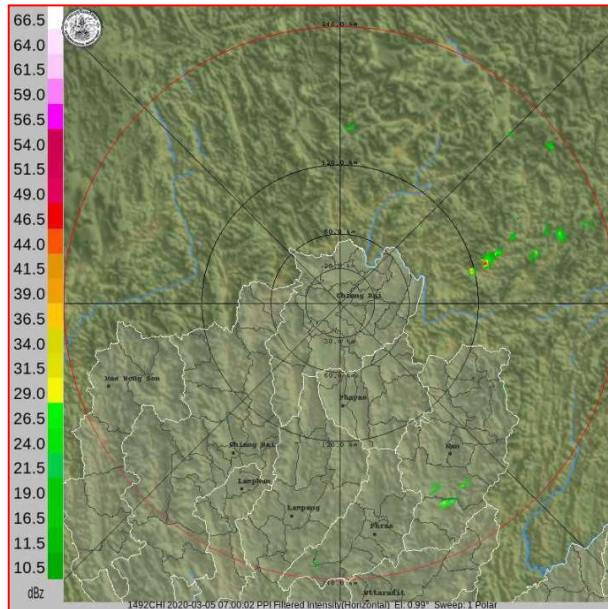 66.5
64.0
61.5
59.0
56.5
54.0
51.5
49.0
46.5
44.0
41.5
39.0
36.5
34.0
31.5
29.0
26.5
24.0
21.5
19.0
16.5
11.5
10.5
dBz
120.0 km
Chiang Rai
Mae Hong Son
Phayao
Nan
Chiang Mai
Lamphun
Lampang
Phrae
Uttaradit
1492CHI 2020-03-05 07:00:02 PPI Filtered Intensity(Horizontal) El: 0.99° Sweep: 1 Polar